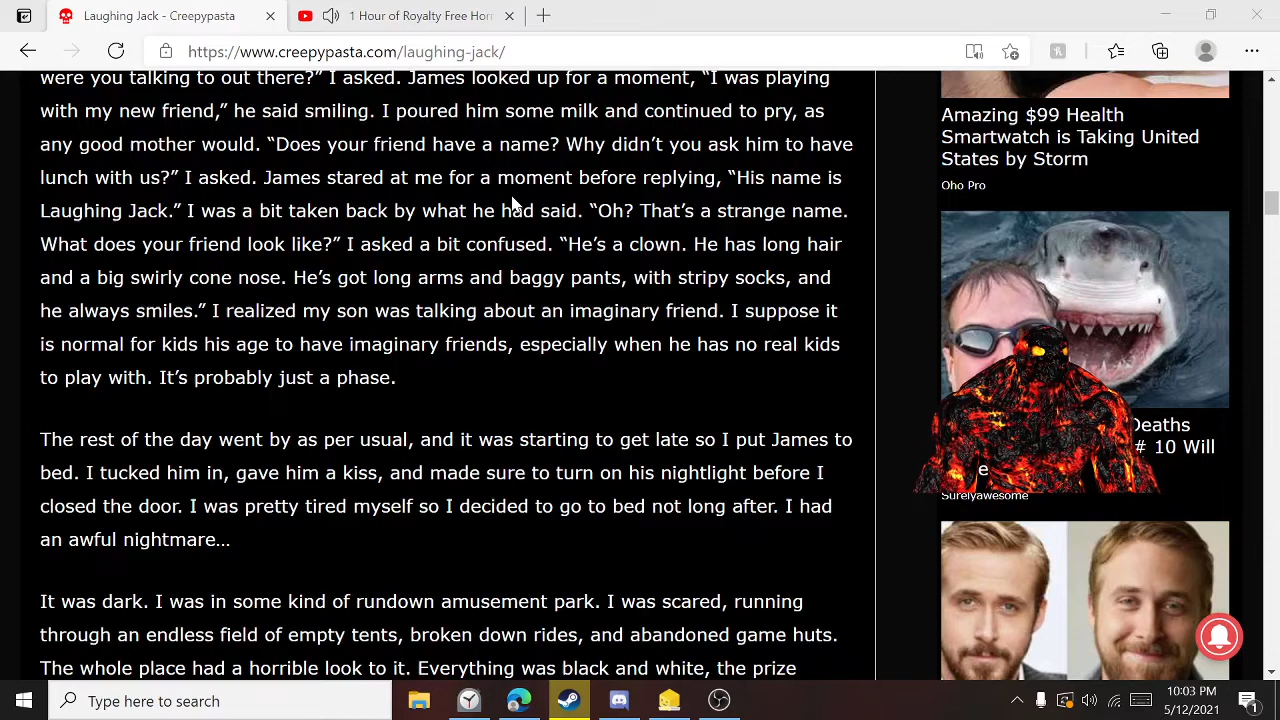 Laughing Jack - Creepypasta
1 Hour of Royalty Free Horr
https://www.creepypasta.com/laughing-jack/
were you talking to out there?” I asked. James looked up for a moment, “I was playing
with my new friend,” he said smiling. I poured him some milk and continued to pry, as
any good mother would. “Does your friend have a name? Why didn’t you ask him to have
lunch with us?” I asked. James stared at me for a moment before replying, “His name is
Laughing Jack.” I was a bit taken back by what he had said. “Oh? That’s a strange name.
What does your friend look like?” I asked a bit confused. “He’s a clown. He has long hair
and a big swirly cone nose. He’s got long arms and baggy pants, with stripy socks, and
he always smiles.” I realized my son was talking about an imaginary friend. I suppose it
is normal for kids his age to have imaginary friends, especially when he has no real kids
to play with. It’s probably just a phase.
The rest of the day went by as per usual, and it was starting to get late so I put James to
bed. I tucked him in, gave him a kiss, and made sure to turn on his nightlight before I
closed the door. I was pretty tired myself so I decided to go to bed not long after. I had
an awful nightmare…
It was dark. I was in some kind of rundown amusement park. I was scared, running
through an endless field of empty tents, broken down rides, and abandoned game huts.
The whole place had a horrible look to it. Everything was black and white, the prize
Amazing $99 Health
Smartwatch is Taking United
States by Storm
Oho Pro
Deaths
# 10 Will
e
Surelyawesome
Type here to search
10:03 PM
5/12/2021
1